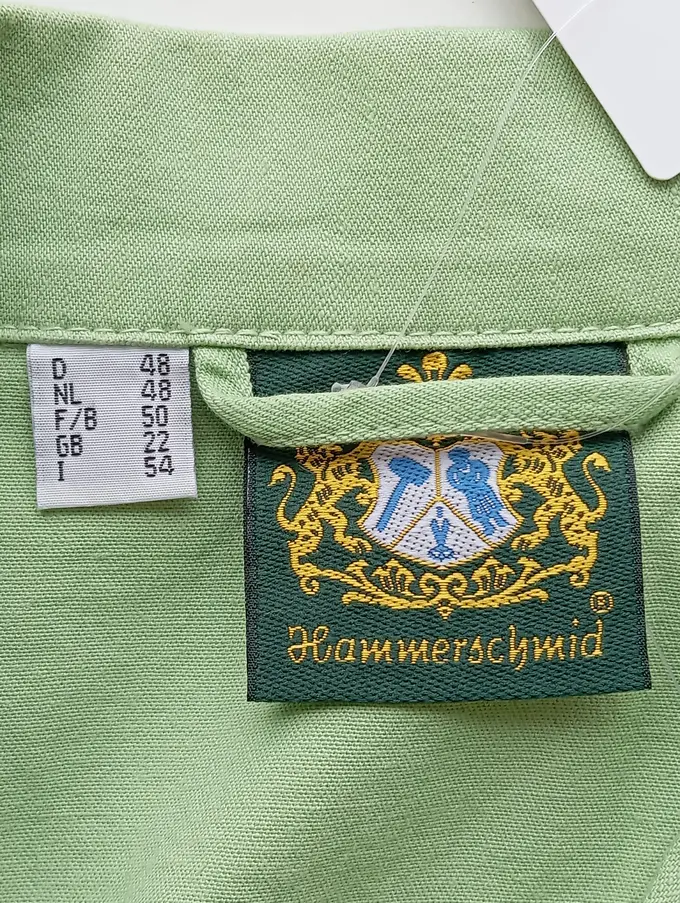 D 48
NL 48
F/B 50
GB 22
I 54
Hammerschmid®